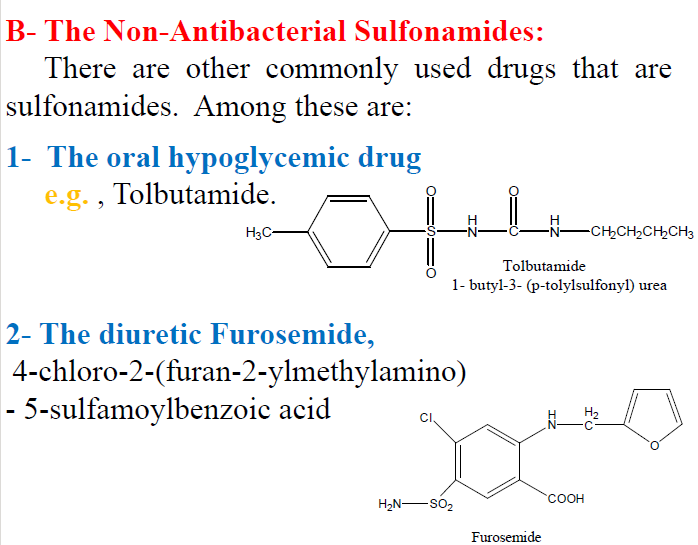 B- The Non-Antibacterial Sulfonamides:
There are other commonly used drugs that are
sulfonamides. Among these are:
1- The oral hypoglycemic drug
e.g. , Tolbutamide.
O O
H₃C S H N C H N CH₂CH₂CH₂CH₃
O
Tolbutamide
1- butyl-3- (p-tolylsulfonyl) urea
2- The diuretic Furosemide,
4-chloro-2-(furan-2-ylmethylamino)
- 5-sulfamoylbenzoic acid
Cl H N H₂ C O
H₂N SO₂ COOH
Furosemide